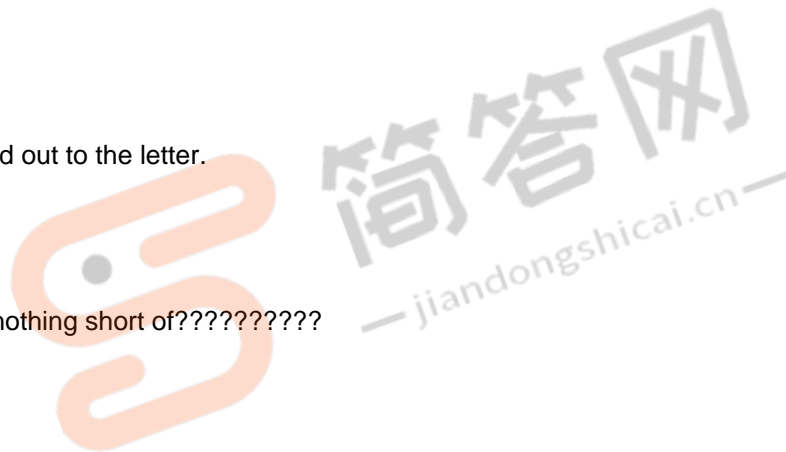 简答网
d out to the letter.
jiandongshicai.cn
nothing short of??????????